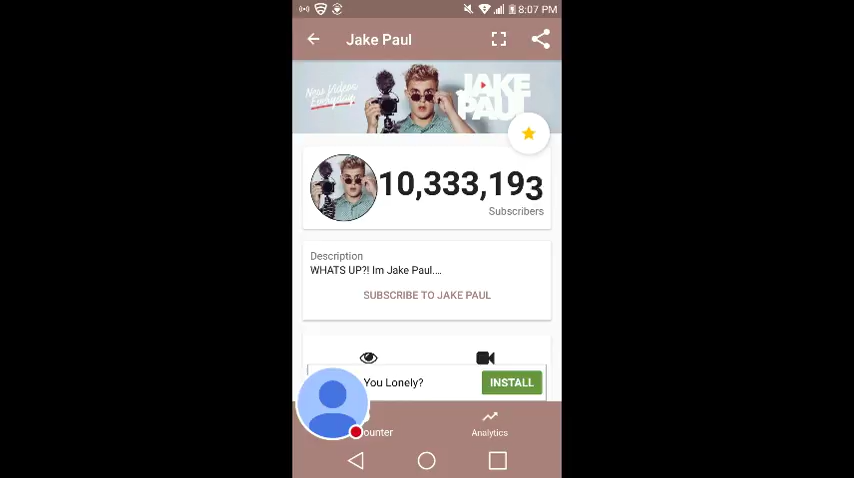 8:07 PM
Jake Paul
New Videos
Everyday
JAKE
PAUL
10,333,193
Subscribers
Description
WHATS UP?! Im Jake Paul....
SUBSCRIBE TO JAKE PAUL
You Lonely?
INSTALL
ounter
Analytics